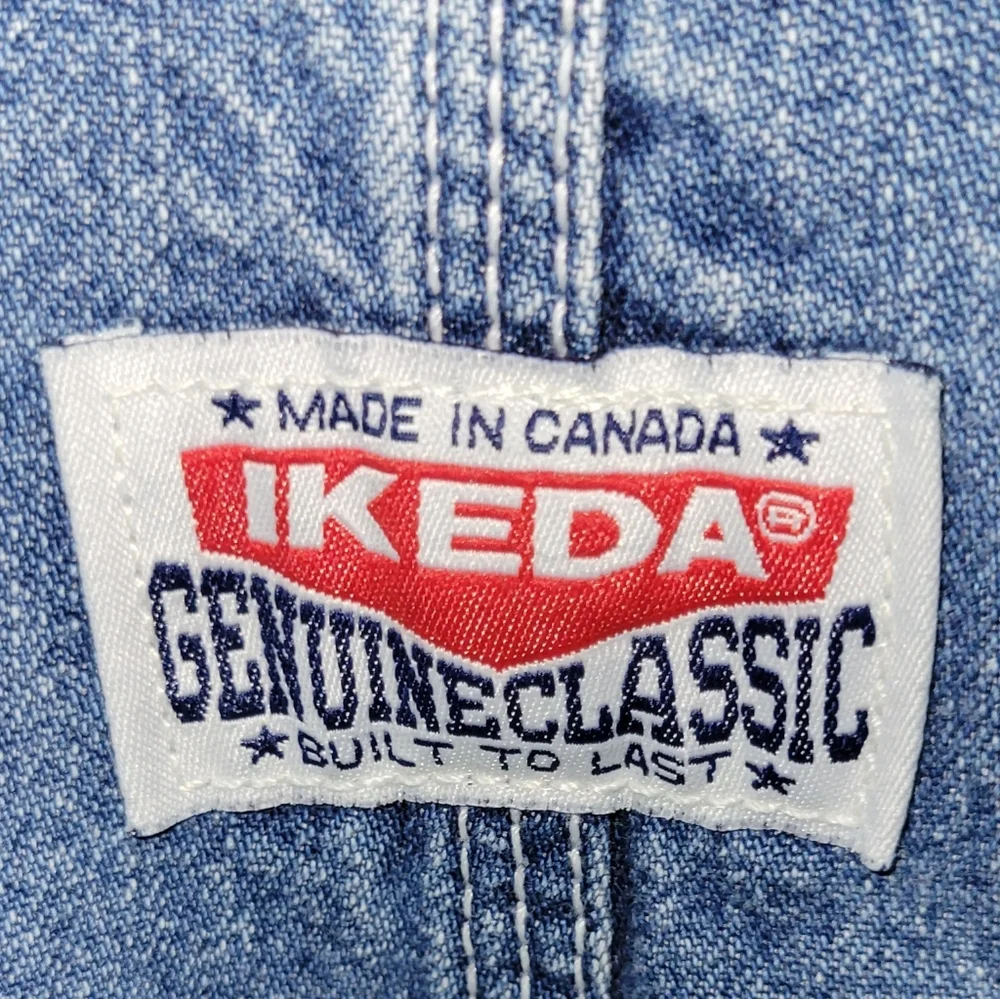 ★ MADE IN CANADA ★
IKEDA®
GENUINECLASSIC
★BUILT TO LAST★